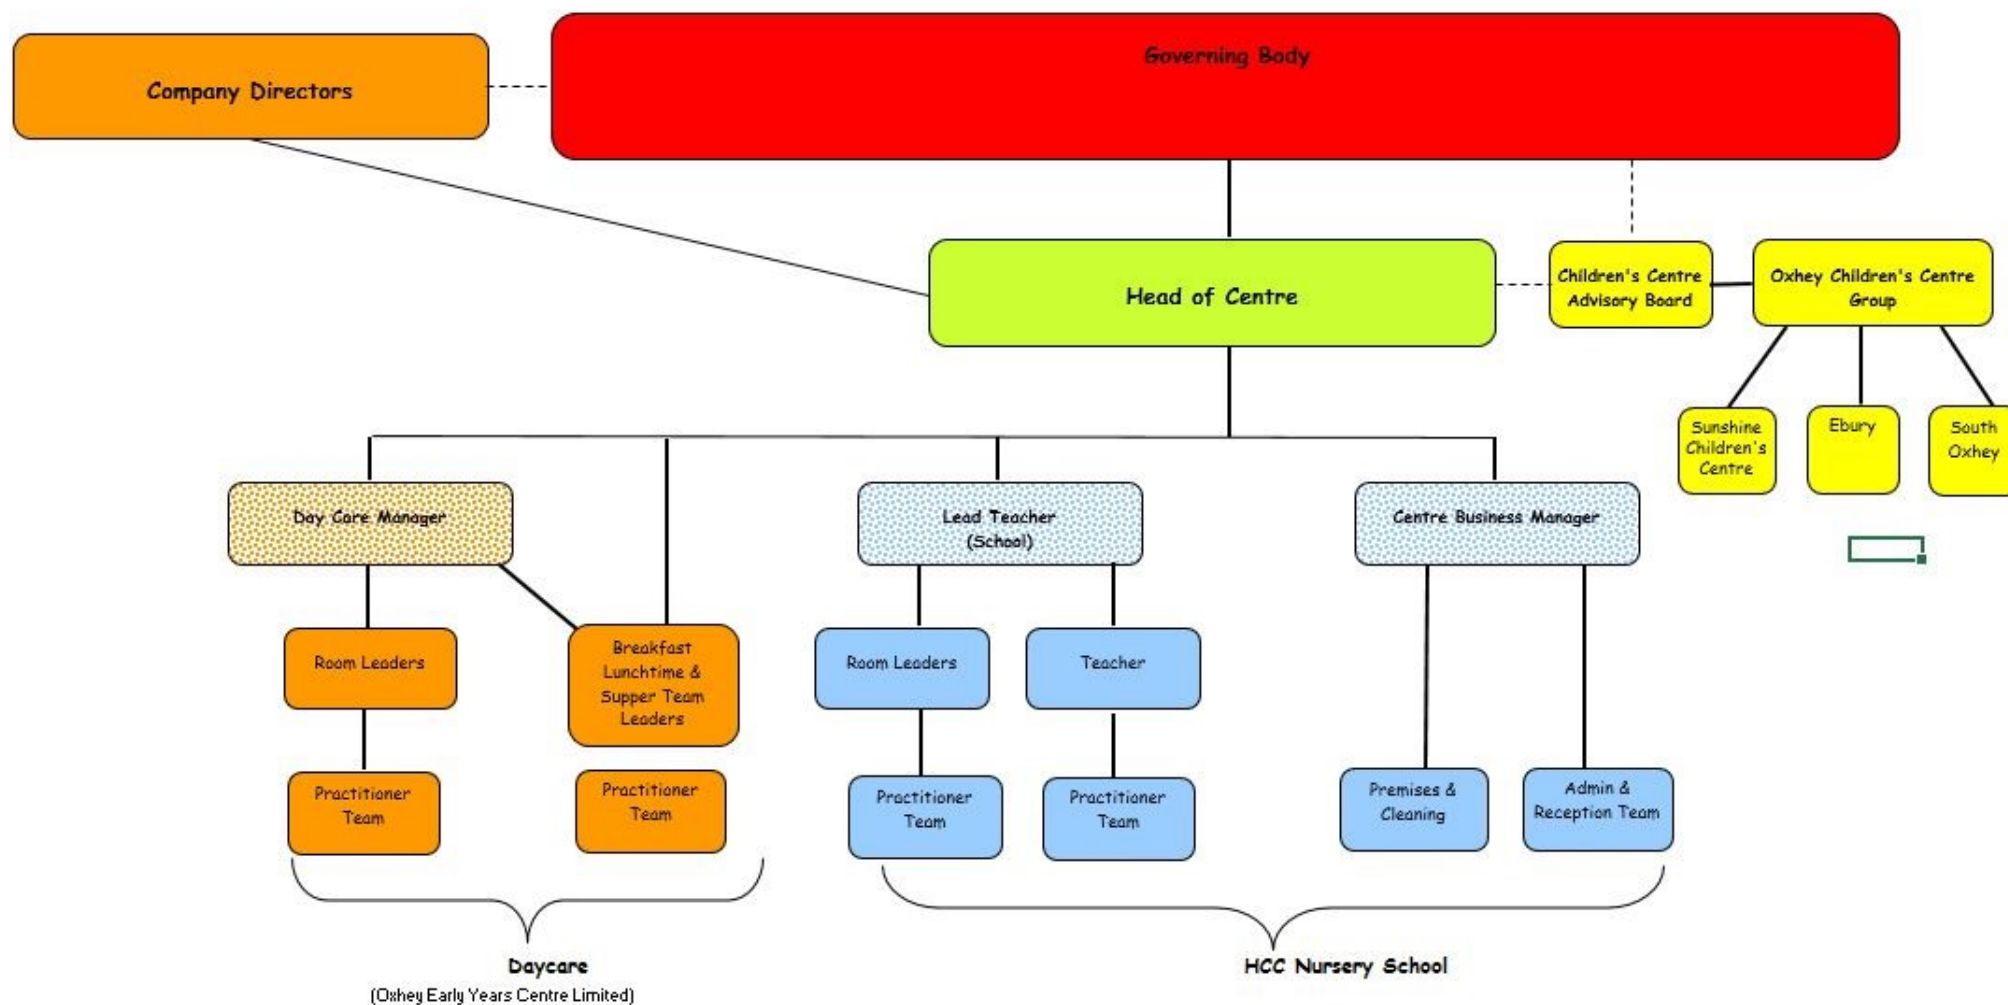 Governing Body
Company Directors
Head of Centre
Children's Centre
Advisory Board
Oxhey Children's Centre
Group
Sunshine
Children's
Centre
Ebury
South
Oxhey
Day Care Manager
Lead Teacher
(School)
Centre Business Manager
Room Leaders
Breakfast
Lunchtime &
Supper Team
Leaders
Room Leaders
Teacher
Practitioner
Team
Practitioner
Team
Practitioner
Team
Practitioner
Team
Premises &
Cleaning
Admin &
Reception Team
Daycare
(Oxhey Early Years Centre Limited)
HCC Nursery School